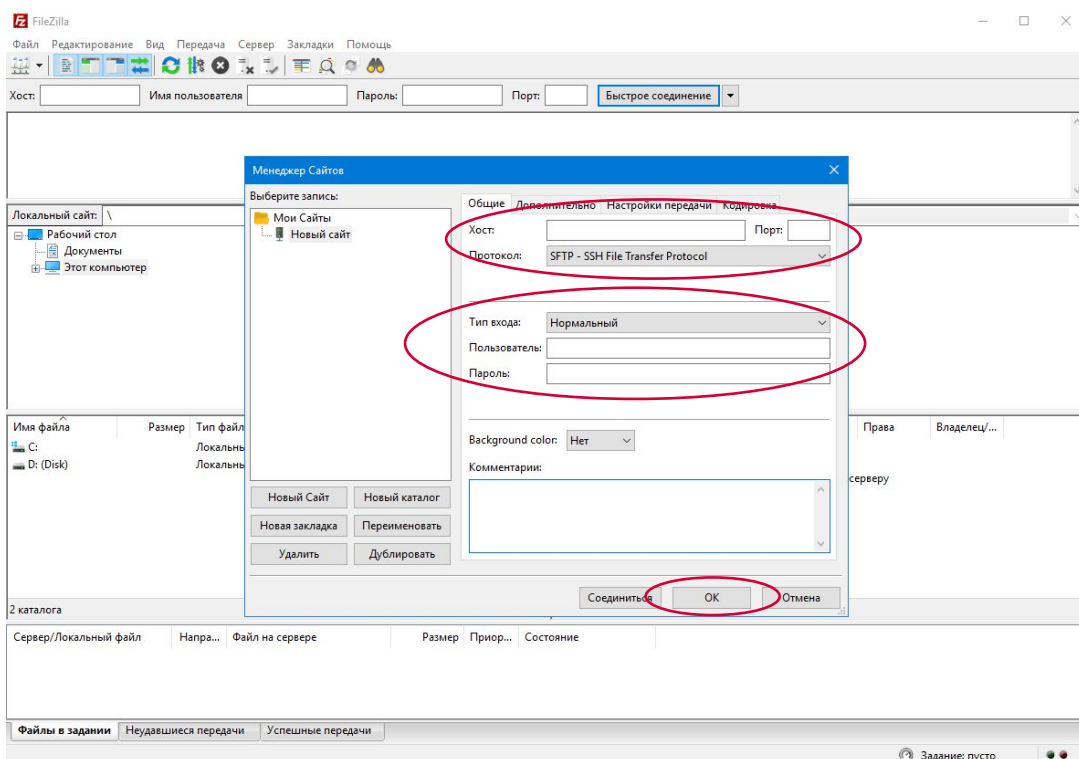 FileZilla
Файл Редактирование Вид Передача Сервер Закладки Помощь
Хост: Имя пользователя Пароль: Порт: Быстрое соединение
Менеджер Сайтов
Выберите запись:
Мои Сайты
Новый сайт
Новый Сайт Новый каталог
Новая закладка Переименовать
Удалить Дублировать
Общие Дополнительно Настройки передачи Кодировка
Хост: Порт:
Протокол: SFTP - SSH File Transfer Protocol
Тип входа: Нормальный
Пользователь:
Пароль:
Background color: Нет
Комментарии:
Соединиться OK Отмена
Локальный сайт: \
Рабочий стол
Документы
Этот компьютер
Имя файла Размер Тип файл Права Владелец/...
C: Локальнь
D: (Disk) Локальнь
серверу
2 каталога
Сервер/Локальный файл Напра... Файл на сервере Размер Приор... Состояние
Файлы в задании Неудавшиеся передачи Успешные передачи
Задание: пусто